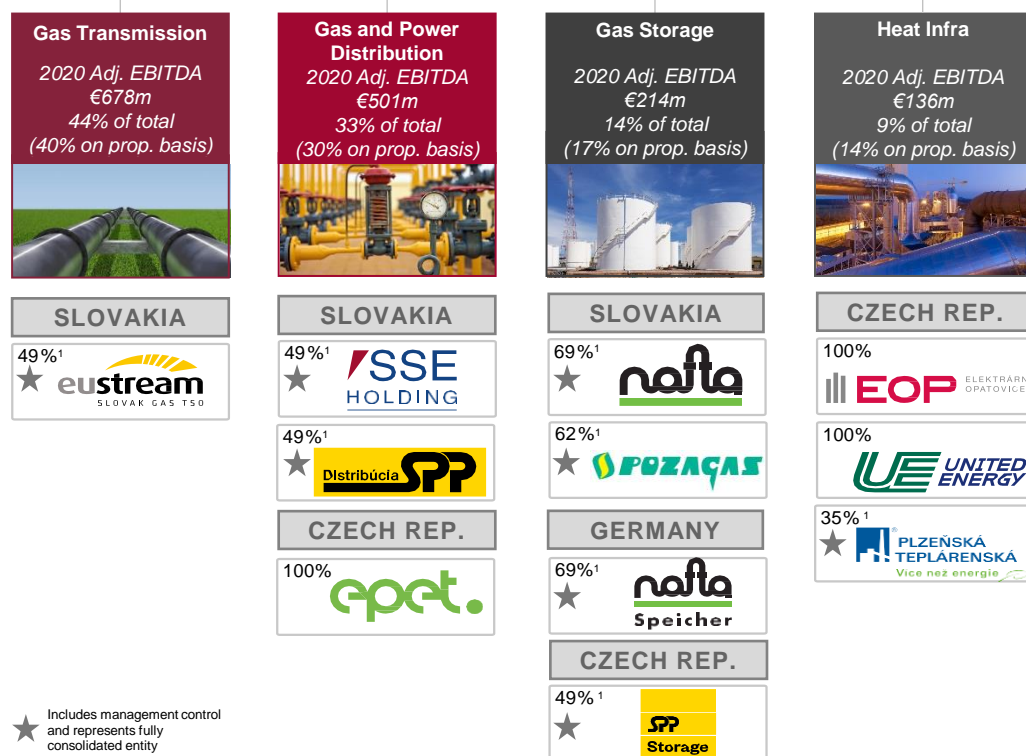 Gas Transmission
2020 Adj. EBITDA
€678m
44% of total
(40% on prop. basis)
SLOVAKIA
49%¹
eustream
SLOVAK GAS TSO
Gas and Power
Distribution
2020 Adj. EBITDA
€501m
33% of total
(30% on prop. basis)
SLOVAKIA
49%¹
SSE
HOLDING
49%¹
Distribúcia SPP
CZECH REP.
100%
epet.
Gas Storage
2020 Adj. EBITDA
€214m
14% of total
(17% on prop. basis)
SLOVAKIA
69%¹
nafta
62%¹
POZAGAS
GERMANY
69%¹
nafta
Speicher
CZECH REP.
49% ¹
SPP
Storage
Heat Infra
2020 Adj. EBITDA
€136m
9% of total
(14% on prop. basis)
CZECH REP.
100%
EOP
ELEKTRÁRN
OPATOVICE
100%
UE UNITED
ENERGY
35% ¹
PLZEŇSKÁ
TEPLÁRENSKÁ
Více než energie
Includes management control
and represents fully
consolidated entity